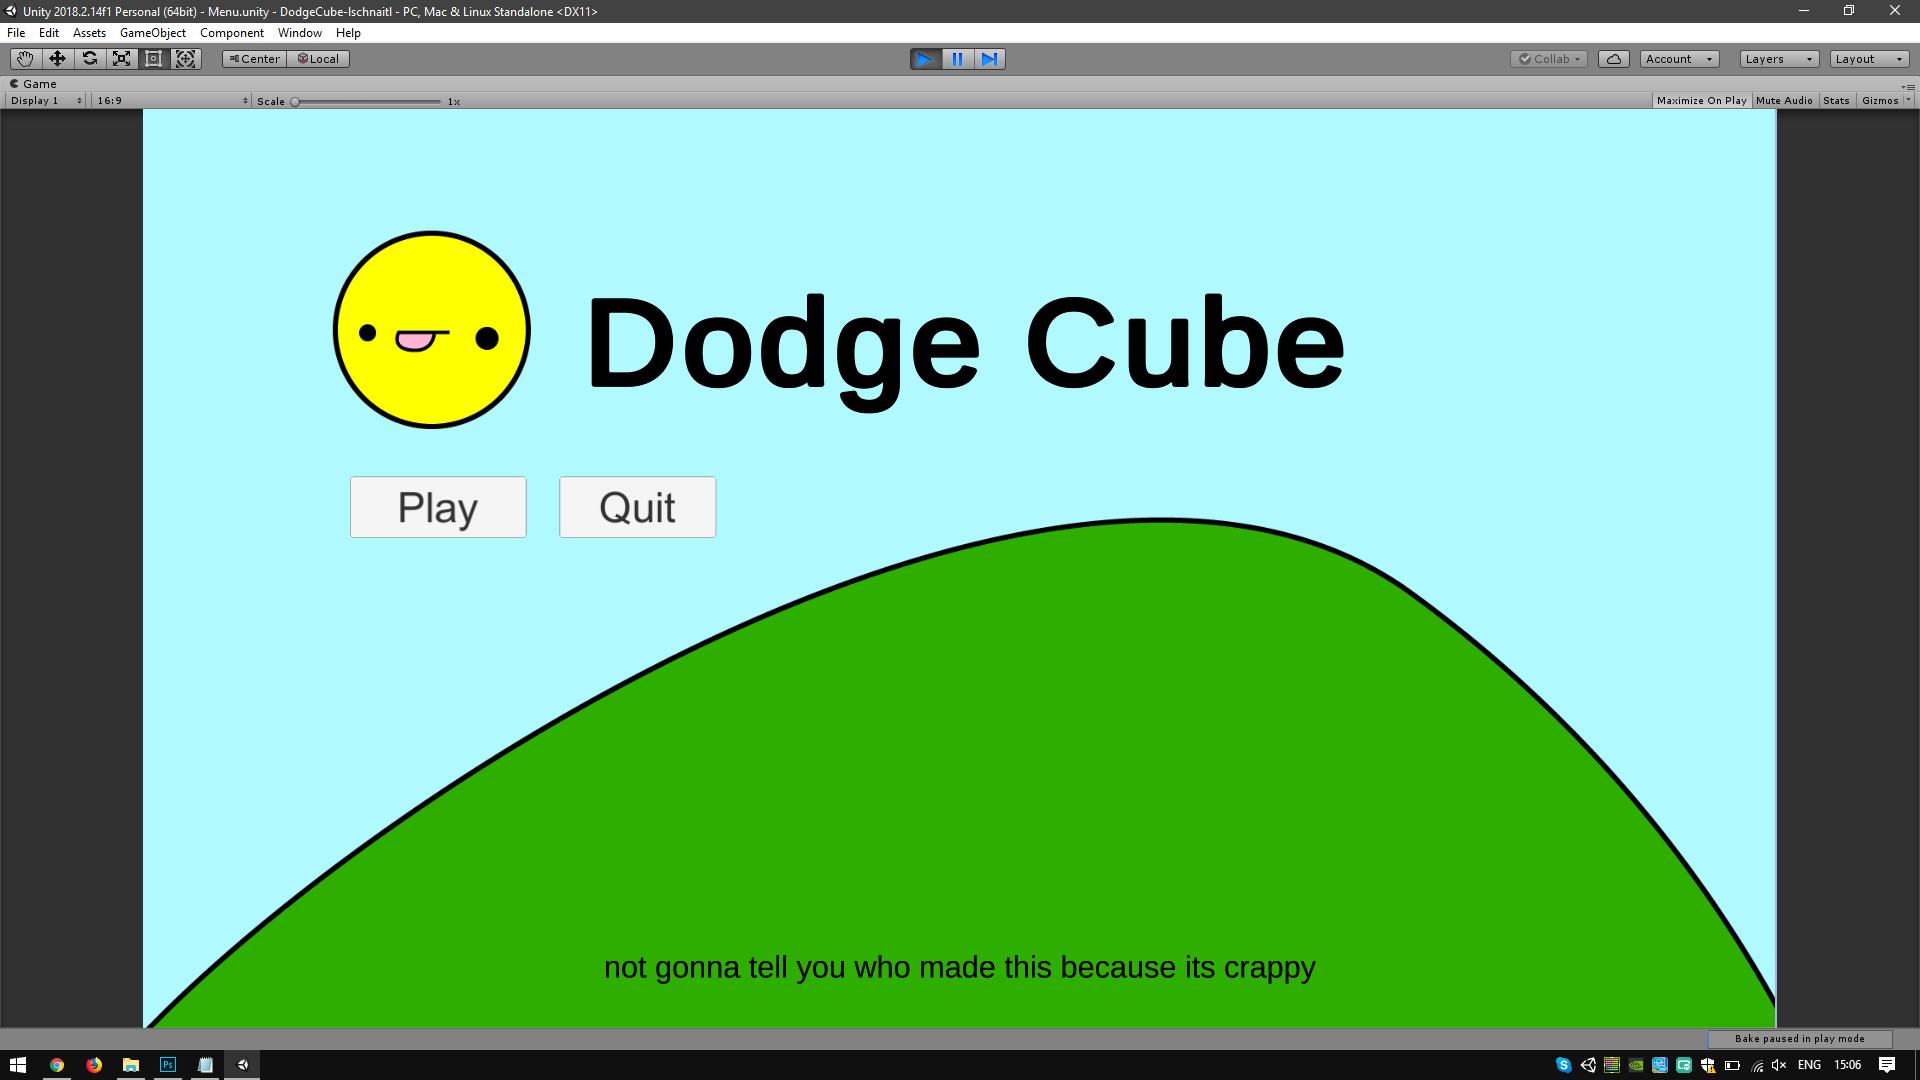 Unity 2018.2.14f1 Personal (64bit) - Menu.unity - DodgeCube-Ischnaitl - PC, Mac & Linux Standalone <DX11>
File Edit Assets GameObject Component Window Help
Center Local Collab Account Layers Layout
Game
Display 1 16:9 Scale 1x Maximize On Play Mute Audio Stats Gizmos
Dodge Cube
Play Quit
not gonna tell you who made this because its crappy
Bake paused in play mode
Ps ENG 15:06